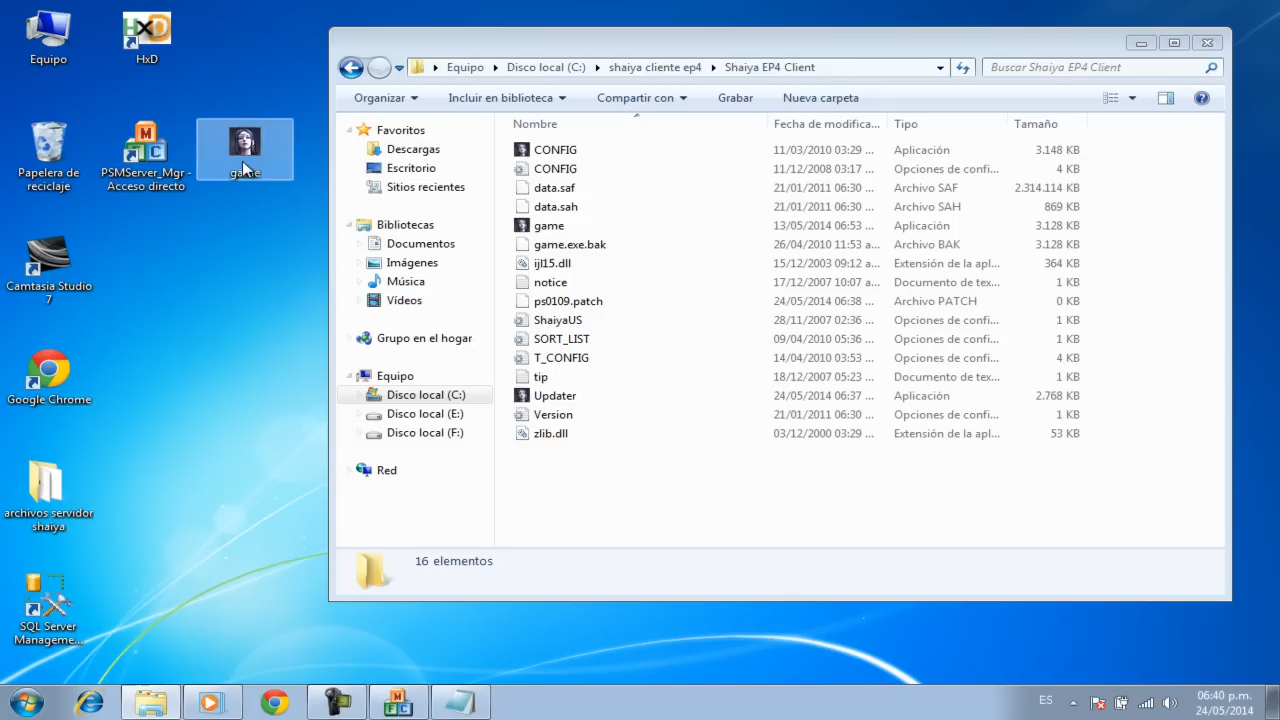 Equipo
HxD
Papelera de
reciclaje
PSMServer_Mgr -
Acceso directo
game
Camtasia Studio
7
Google Chrome
archivos servidor
shaiya
SQL Server
Manageme...
Equipo
Disco local (C:)
shaiya cliente ep4
Shaiya EP4 Client
Buscar Shaiya EP4 Client
Organizar
Incluir en biblioteca
Compartir con
Grabar
Nueva carpeta
Favoritos
Descargas
Escritorio
Sitios recientes
Bibliotecas
Documentos
Imágenes
Música
Vídeos
Grupo en el hogar
Equipo
Disco local (C:)
Disco local (E:)
Disco local (F:)
Red
Nombre Fecha de modifica... Tipo Tamaño
CONFIG 11/03/2010 03:29 ... Aplicación 3.148 KB
CONFIG 11/12/2008 03:17 ... Opciones de confi... 4 KB
data.saf 21/01/2011 06:30 ... Archivo SAF 2.314.114 KB
data.sah 21/01/2011 06:30 ... Archivo SAH 869 KB
game 13/05/2014 06:53 ... Aplicación 3.128 KB
game.exe.bak 26/04/2010 11:53 a... Archivo BAK 3.128 KB
ijl15.dll 15/12/2003 09:12 a... Extensión de la apl... 364 KB
notice 17/12/2007 10:07 a... Documento de tex... 1 KB
ps0109.patch 24/05/2014 06:38 ... Archivo PATCH 0 KB
ShaiyaUS 28/11/2007 02:36 ... Opciones de confi... 1 KB
SORT_LIST 09/04/2010 05:36 ... Opciones de confi... 1 KB
T_CONFIG 14/04/2010 03:53 ... Opciones de confi... 4 KB
tip 18/12/2007 05:23 ... Documento de tex... 1 KB
Updater 24/05/2014 06:37 ... Aplicación 2.768 KB
Version 21/01/2011 06:30 ... Opciones de confi... 1 KB
zlib.dll 03/12/2000 03:29 ... Extensión de la apl... 53 KB
16 elementos
ES
06:40 p.m.
24/05/2014